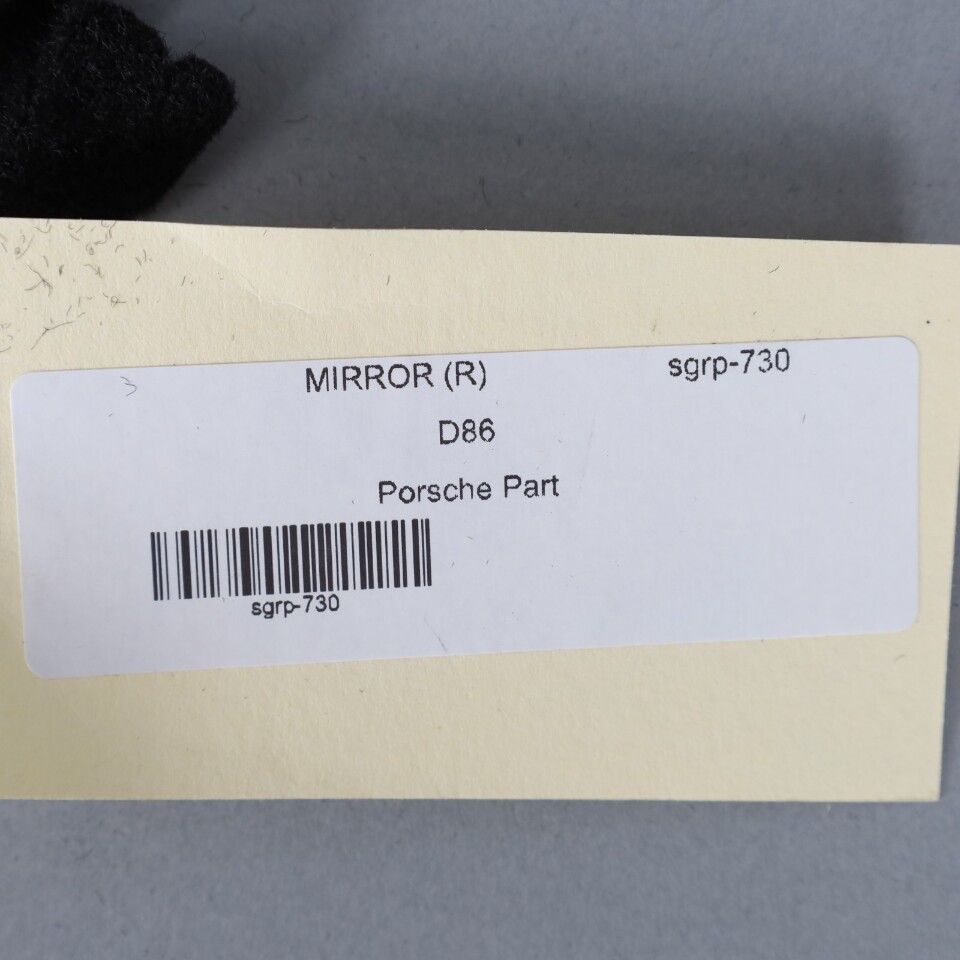 MIRROR (R) sgrp-730
D86
Porsche Part
sgrp-730